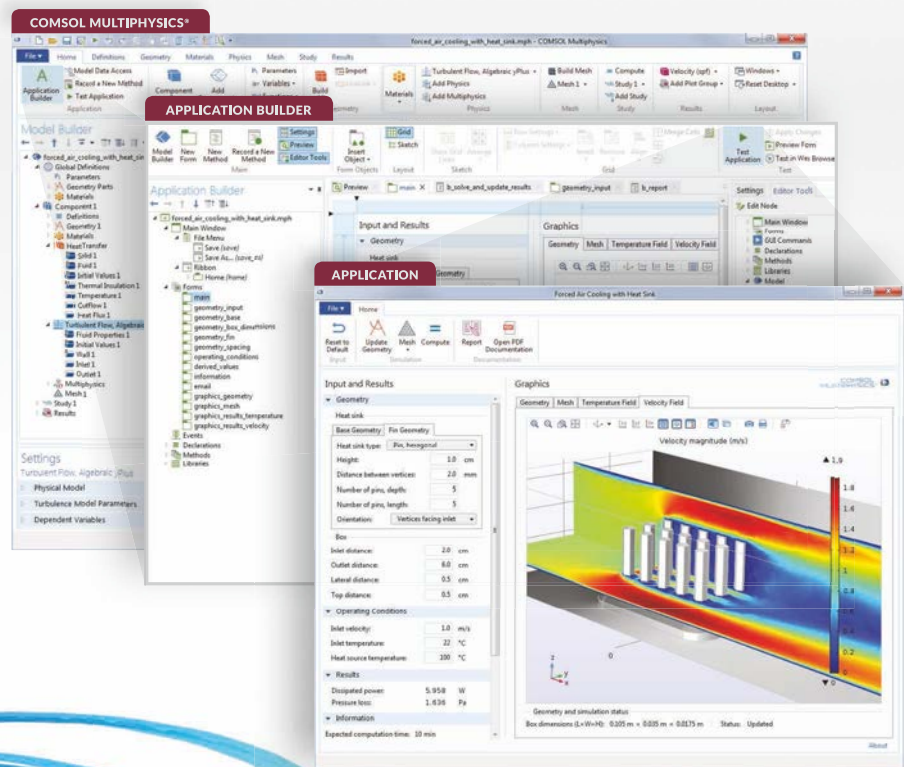 COMSOL MULTIPHYSICS®
forced_air_cooling_with_heat_sink.mph - COMSOL Multiphysics
File Home Definitions Geometry Materials Physics Mesh Study Results
Application Builder
Model Data Access
Record a New Method
Test Application
Application
Component
Add
Pi Parameters
Variables
Functions
Build
Import
Geometry
Materials
Turbulent Flow, Algebraic yPlus
Add Physics
Add Multiphysics
Physics
Build Mesh
Mesh 1
Mesh
Compute
Study 1
Add Study
Study
Velocity (spf)
Add Plot Group
Results
Windows
Reset Desktop
Layout
Model Builder
forced_air_cooling_with_heat_sin
Global Definitions
Pi Parameters
Geometry Parts
Materials
Component 1
Definitions
Geometry 1
Materials
Heat Transfer
Solid 1
Fluid 1
Initial Values 1
Thermal Insulation 1
Temperature 1
Outflow 1
Heat Flux 1
Turbulent Flow, Algebraic
Fluid Properties 1
Initial Values 1
Wall 1
Inlet 1
Outlet 1
Multiphysics
Mesh 1
Study 1
Results
Settings
Turbulent Flow, Algebraic yPlus
Physical Model
Turbulence Model Parameters
Dependent Variables
APPLICATION BUILDER
Model Builder
New Form
New Method
Record a New Method
Settings
Preview
Editor Tools
Main
Insert Object
Form Objects
Grid
Sketch
Layout
Sketch
Merge Cells
Grid
Test Application
Apply Changes
Preview Form
Test in Web Browse
Test
Application Builder
forced_air_cooling_with_heat_sink.mph
Main Window
File Menu
Save (save)
Save As... (save_as)
Ribbon
Home (home)
Forms
main
geometry_input
geometry_base
geometry_box_dimensions
geometry_fin
geometry_spacing
operating_conditions
derived_values
information
email
graphics_geometry
graphics_mesh
graphics_results_temperature
graphics_results_velocity
Events
Declarations
Methods
Libraries
Preview main X b_solve_and_update_results geometry_input b_report
Input and Results
Geometry
Heat sink
Geometry
Graphics
Geometry Mesh Temperature Field Velocity Field
Settings Editor Tools
Edit Node
Main Window
Forms
GUI Commands
Declarations
Methods
Libraries
Model
APPLICATION
Forced Air Cooling with Heat Sink
File Home
Reset to Default
Input
Update Geometry
Mesh
Compute
Simulation
Report
Open PDF Documentation
Documentation
Input and Results
Geometry
Heat sink
Base Geometry Fin Geometry
Heat sink type: Pin, hexagonal
Height: 1.0 cm
Distance between vertices: 2.0 mm
Number of pins, depth: 5
Number of pins, length: 5
Orientation: Vertices facing inlet
Box
Inlet distance: 2.0 cm
Outlet distance: 6.0 cm
Lateral distance: 0.5 cm
Top distance: 0.5 cm
Operating Conditions
Inlet velocity: 1.0 m/s
Inlet temperature: 22 °C
Heat source temperature: 100 °C
Results
Dissipated power: 5.958 W
Pressure loss: 1.636 Pa
Information
Expected computation time: 10 min
Graphics
COMSOL MULTIPHYSICS
Geometry Mesh Temperature Field Velocity Field
Velocity magnitude (m/s)
▲ 1.9
1.8
1.6
1.4
1.2
1
0.8
0.6
0.4
0.2
0
▼ 0
0
z
y
x
Geometry and simulation status
Box dimensions (L×W×H): 0.105 m × 0.035 m × 0.0175 m Status: Updated
About